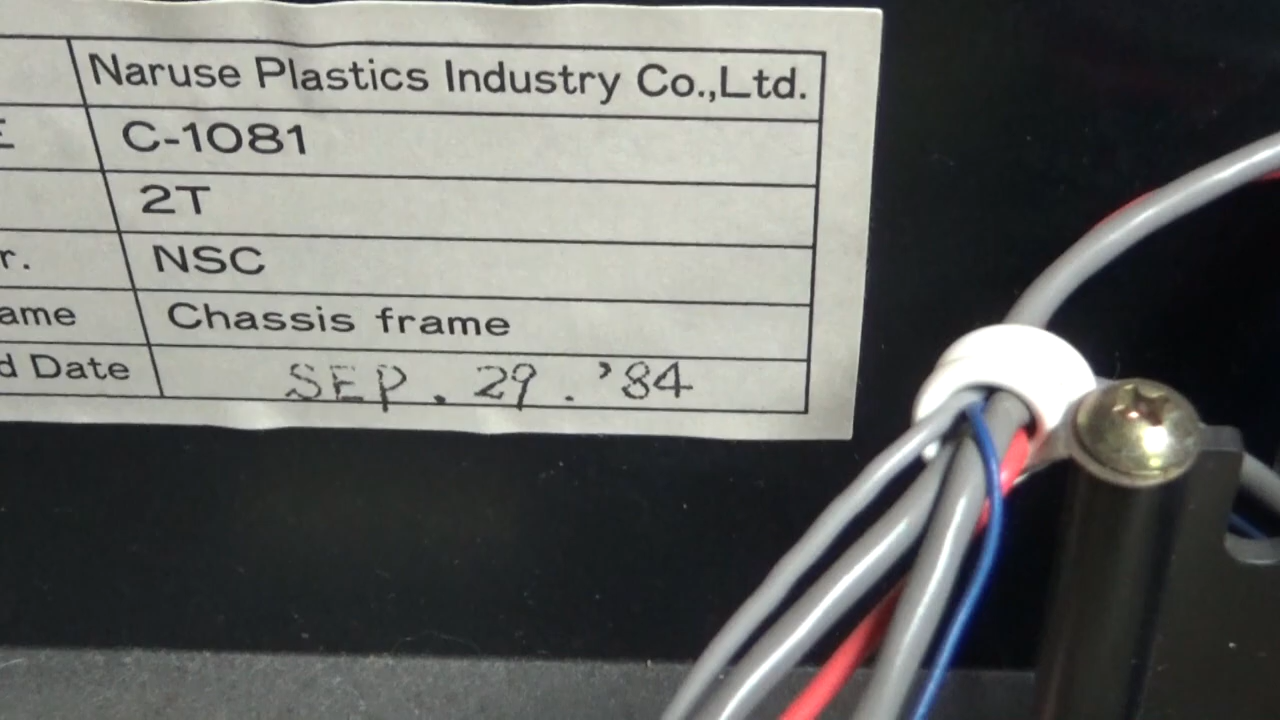 Naruse Plastics Industry Co.,Ltd.
E C-1081
2T
r. NSC
ame Chassis frame
d Date SEP. 29. '84